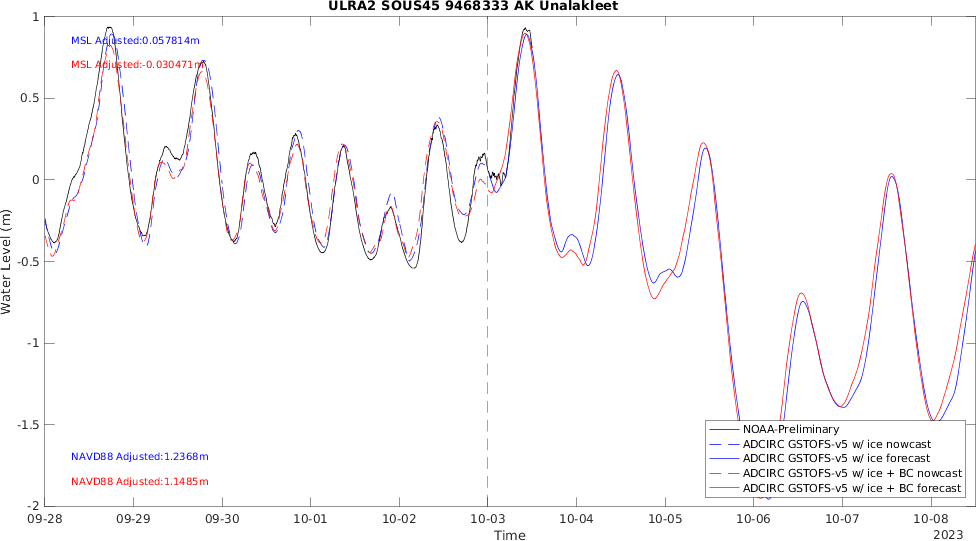 ULRA2 SOUS45 9468333 AK Unalakleet
MSL Adjusted:0.057814m
MSL Adjusted:-0.030471m
Water Level (m)
1
0.5
0
-0.5
-1
-1.5
-2
NAVD88 Adjusted:1.2368m
NAVD88 Adjusted:1.1485m
NOAA-Preliminary
ADCIRC GSTOFS-v5 w/ ice nowcast
ADCIRC GSTOFS-v5 w/ ice forecast
ADCIRC GSTOFS-v5 w/ ice + BC nowcast
ADCIRC GSTOFS-v5 w/ ice + BC forecast
09-28 09-29 09-30 10-01 10-02 10-03 10-04 10-05 10-06 10-07 10-08
Time
2023